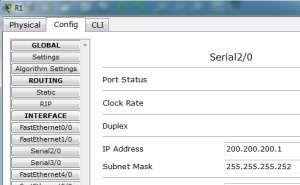 R1
Physical Config CLI
GLOBAL
Settings
Algorithm Settings
ROUTING
Static
RIP
INTERFACE
FastEthernet0/0
FastEthernet1/0
Serial2/0
Serial3/0
FastEthernet4/0
Serial2/0
Port Status
Clock Rate
Duplex
IP Address 200.200.200.1
Subnet Mask 255.255.255.252